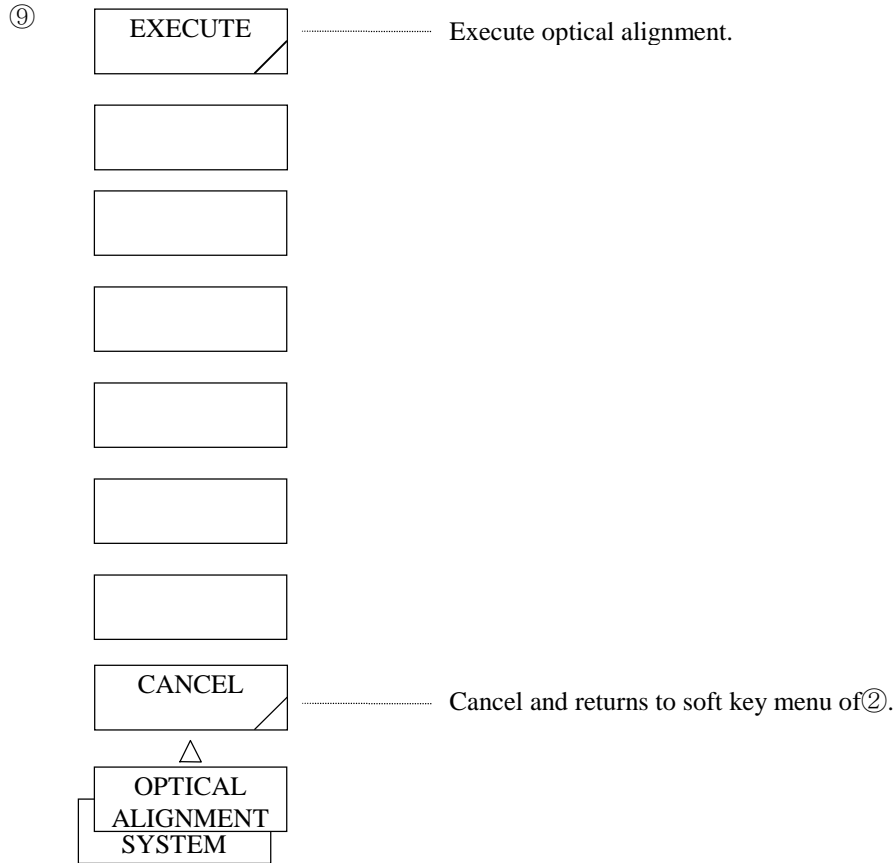 ⑨
EXECUTE
Execute optical alignment.
CANCEL
Cancel and returns to soft key menu of②.
OPTICAL
ALIGNMENT
SYSTEM